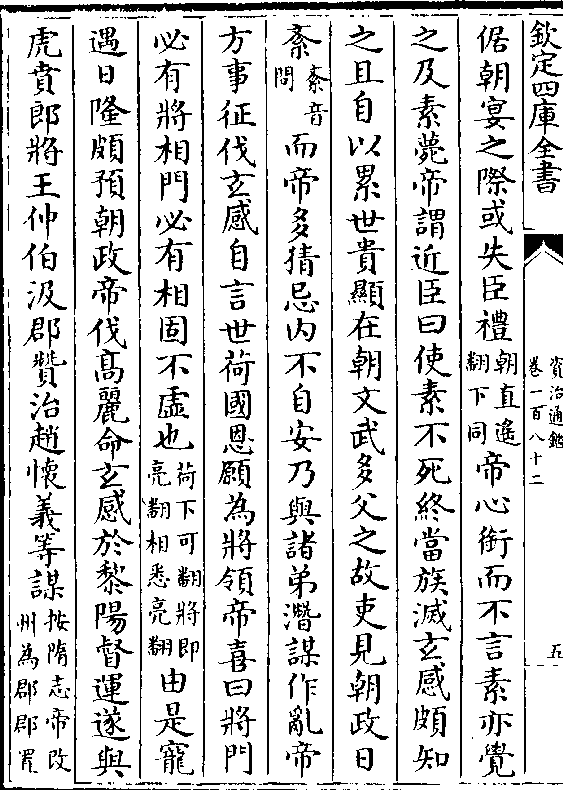 欽定四庫全書
資治通鑑
卷一百八十二
五
倨朝宴之際或失臣禮朝直遙翻下同帝心銜而不言素亦覺
之及素薨帝謂近臣曰使素不死終當族滅玄感頗知
之且自以累世貴顯在朝文武多父之故吏見朝政日
紊紊音問而帝多猜忌内不自安乃與諸弟潛謀作亂帝
方事征伐玄感自言世荷國恩願為將領帝喜曰將門
必有將相門必有相固不虛也荷下可翻將即亮翻相悉亮翻由是寵
遇日隆頗預朝政帝伐髙麗命玄感於黎陽督運遂與
虎賁郎將王仲伯汲郡贊治趙懷義等謀按隋志帝改州為郡郡置